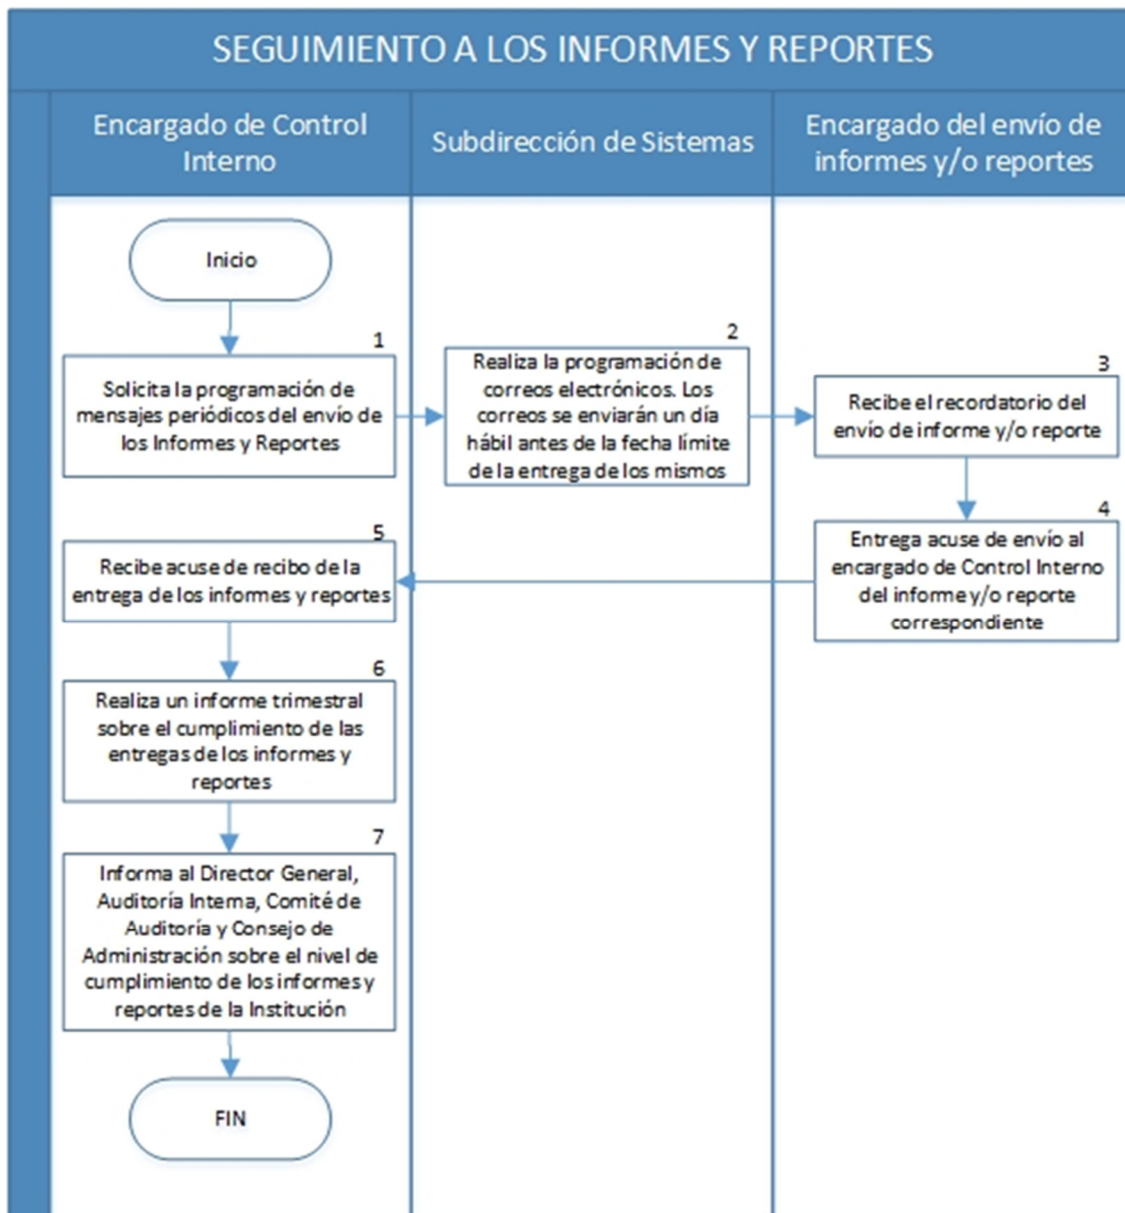 SEGUIMIENTO A LOS INFORMES Y REPORTES
Encargado de Control
Interno
Subdirección de Sistemas
Encargado del envío de
informes y/o reportes
Inicio
1
Solicita la programación de
mensajes periódicos del envío de
los Informes y Reportes
2
Realiza la programación de
correos electrónicos. Los
correos se enviarán un día
hábil antes de la fecha límite
de la entrega de los mismos
3
Recibe el recordatorio del
envío de informe y/o reporte
4
Entrega acuse de envío al
encargado de Control Interno
del informe y/o reporte
correspondiente
5
Recibe acuse de recibo de la
entrega de los informes y reportes
6
Realiza un informe trimestral
sobre el cumplimiento de las
entregas de los informes y
reportes
7
Informa al Director General,
Auditoría Interna, Comité de
Auditoría y Consejo de
Administración sobre el nivel de
cumplimiento de los informes y
reportes de la Institución
FIN